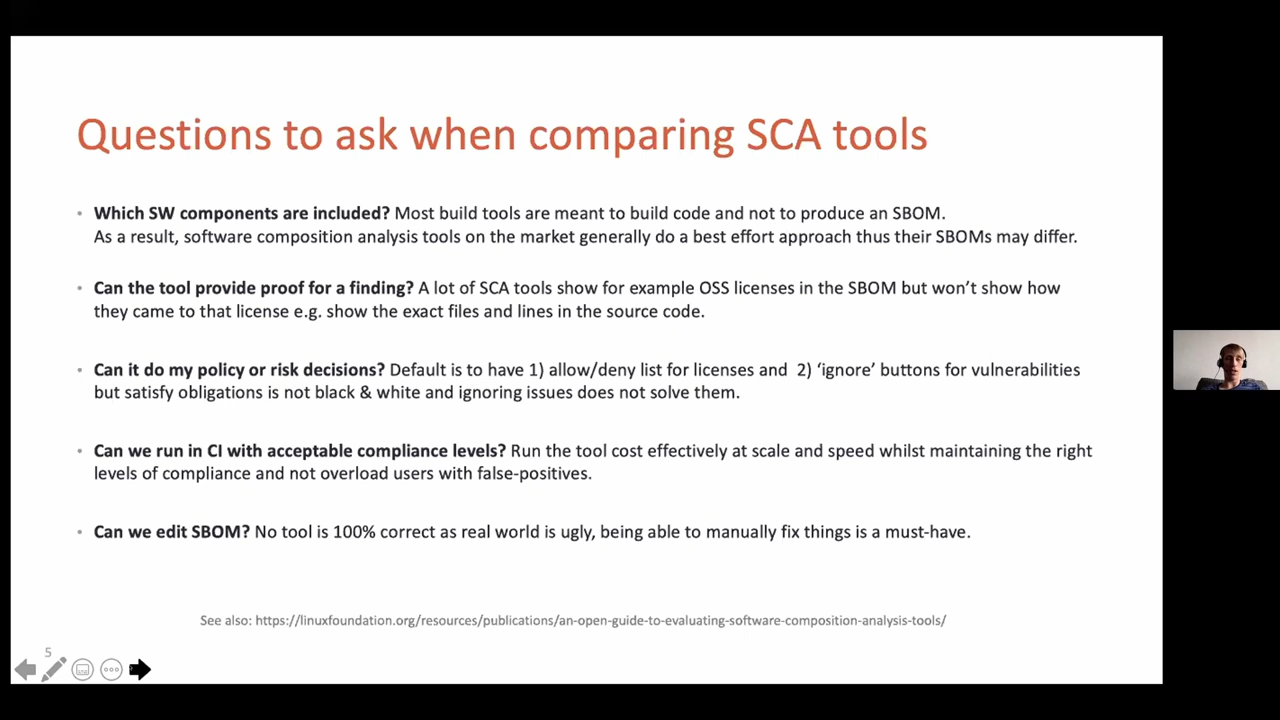 Questions to ask when comparing SCA tools
• Which SW components are included? Most build tools are meant to build code and not to produce an SBOM.
As a result, software composition analysis tools on the market generally do a best effort approach thus their SBOMs may differ.
• Can the tool provide proof for a finding? A lot of SCA tools show for example OSS licenses in the SBOM but won’t show how
they came to that license e.g. show the exact files and lines in the source code.
• Can it do my policy or risk decisions? Default is to have 1) allow/deny list for licenses and 2) ‘ignore’ buttons for vulnerabilities
but satisfy obligations is not black & white and ignoring issues does not solve them.
• Can we run in CI with acceptable compliance levels? Run the tool cost effectively at scale and speed whilst maintaining the right
levels of compliance and not overload users with false-positives.
• Can we edit SBOM? No tool is 100% correct as real world is ugly, being able to manually fix things is a must-have.
See also: https://linuxfoundation.org/resources/publications/an-open-guide-to-evaluating-software-composition-analysis-tools/
5